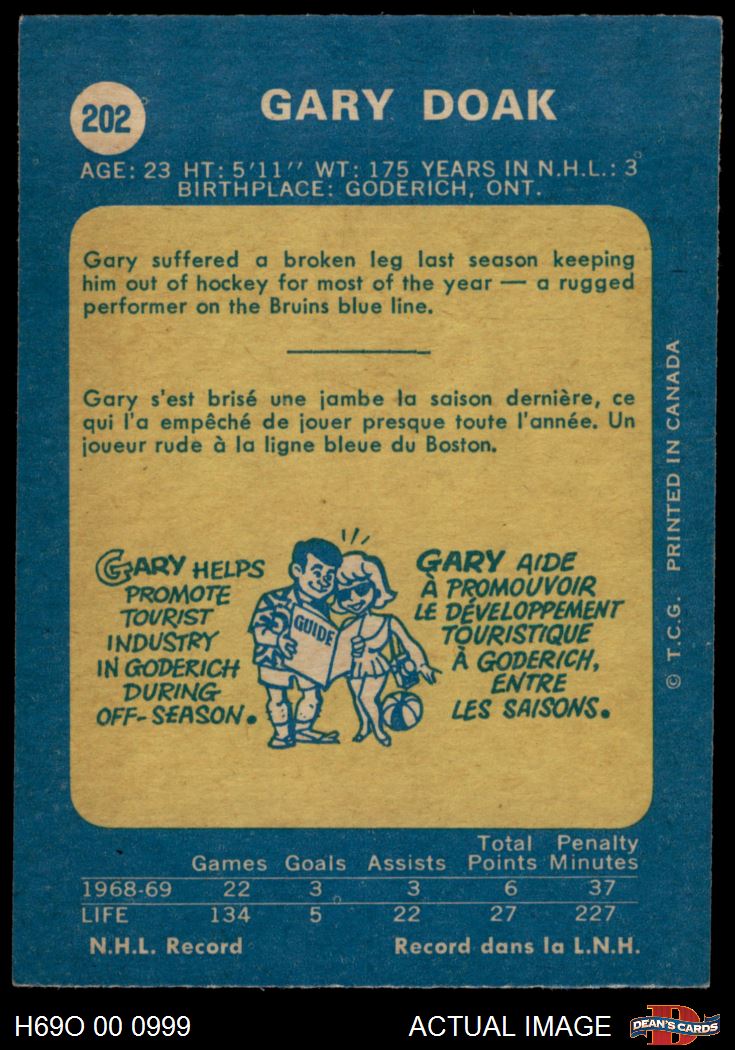 202
GARY DOAK
AGE: 23 HT: 5'11'' WT: 175 YEARS IN N.H.L.: 3
BIRTHPLACE: GODERICH, ONT.
Gary suffered a broken leg last season keeping
him out of hockey for most of the year — a rugged
performer on the Bruins blue line.
Gary s'est brisé une jambe la saison dernière, ce
qui l'a empêché de jouer presque toute l'année. Un
joueur rude à la ligne bleue du Boston.
GARY HELPS
PROMOTE
TOURIST
INDUSTRY
IN GODERICH
DURING
OFF-SEASON.
GUIDE
GARY AIDE
À PROMOUVOIR
LE DÉVELOPPEMENT
TOURISTIQUE
À GODERICH,
ENTRE
LES SAISONS.
© T.C.G. PRINTED IN CANADA
Games Goals Assists Total Points Penalty Minutes
1968-69 22 3 3 6 37
LIFE 134 5 22 27 227
N.H.L. Record Record dans la L.N.H.
H69O 00 0999 ACTUAL IMAGE
D
DEAN'S CARDS